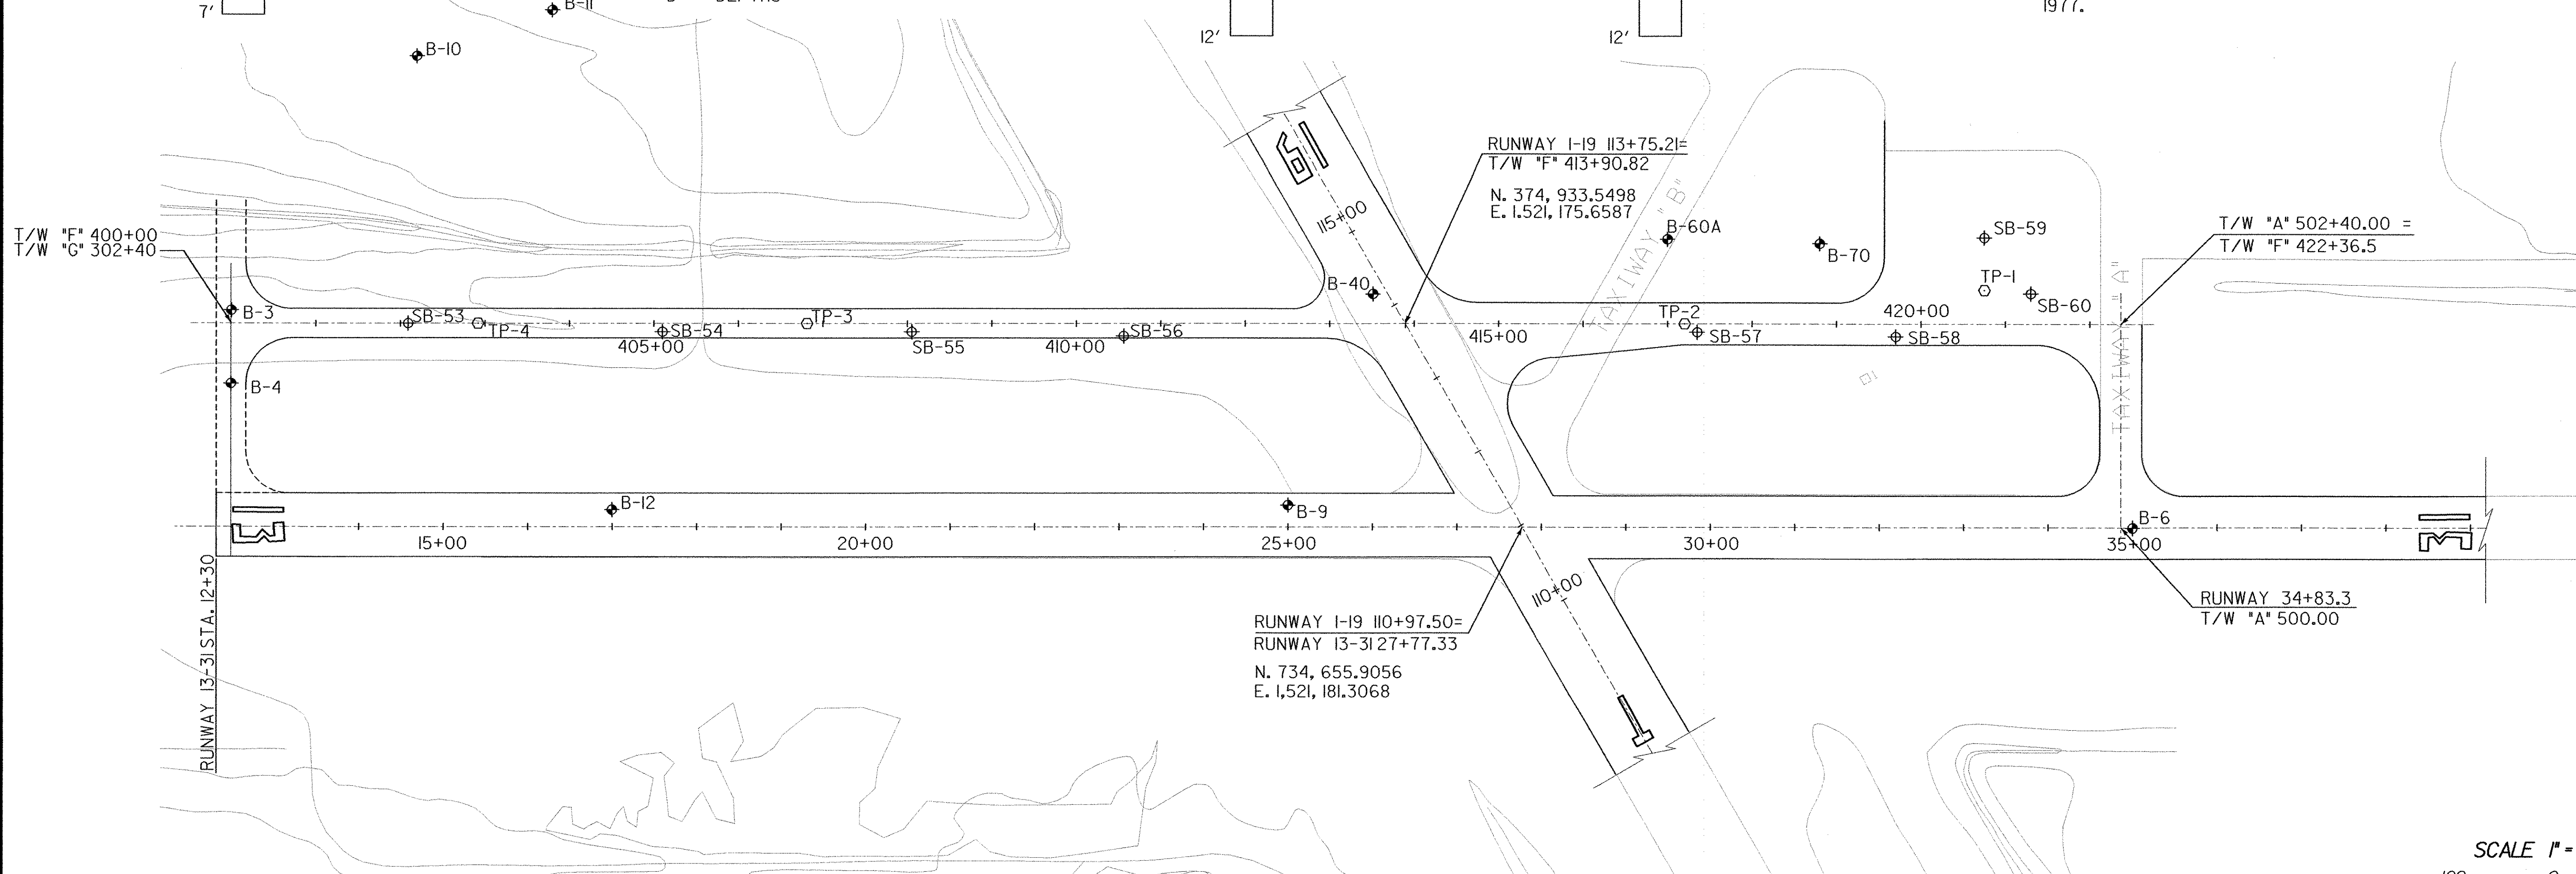 7'
B-11
12'
12'
1977.
B-10
RUNWAY 1-19 113+75.21=
T/W "F" 413+90.82
N. 374, 933.5498
E. 1.521, 175.6587
19
115+00
TAXIWAY "B"
B-60A
B-70
SB-59
TP-1
SB-60
TAXIWAY "A"
T/W "A" 502+40.00 =
T/W "F" 422+36.5
T/W "F" 400+00
T/W "G" 302+40
B-3
SB-53
TP-4
405+00
SB-54
TP-3
SB-55
410+00
SB-56
B-40
415+00
TP-2
SB-57
420+00
SB-58
B-4
B-12
B-9
B-6
13
15+00
20+00
25+00
30+00
35+00
31
RUNWAY 13-31 STA. 12+30
110+00
RUNWAY 1-19 110+97.50=
RUNWAY 13-31 27+77.33
N. 734, 655.9056
E. 1,521, 181.3068
RUNWAY 34+83.3
T/W "A" 500.00
1
SCALE 1" =